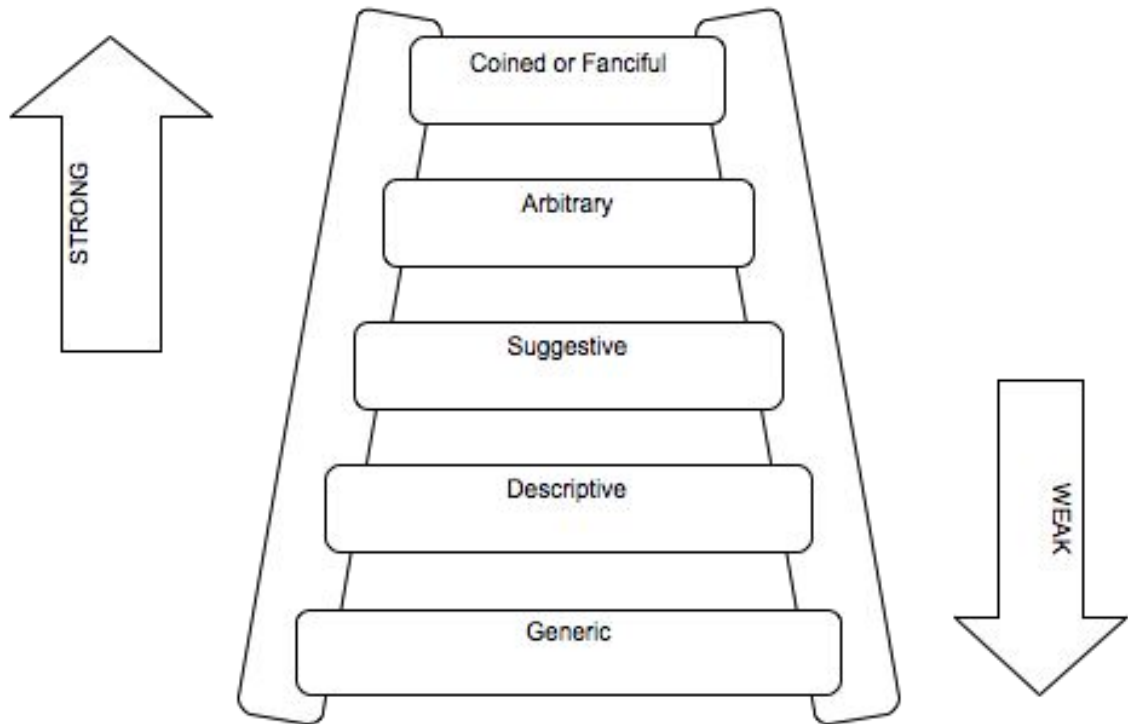 Coined or Fanciful
STRONG
Arbitrary
Suggestive
Descriptive
WEAK
Generic